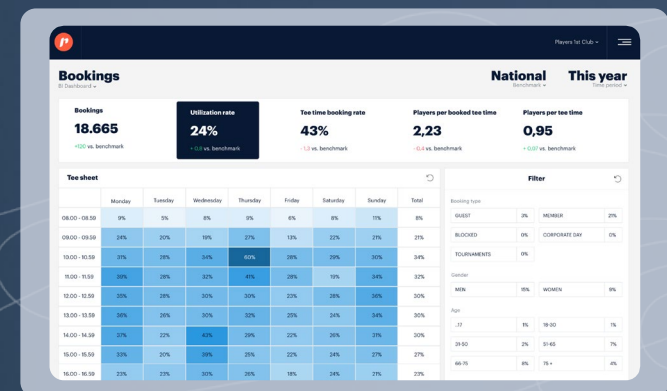 Players 1st Club
Bookings
BI Dashboard
National
Benchmark
This year
Time period
Bookings
18.665
+120 vs. benchmark
Utilization rate
24%
+ 0,8 vs. benchmark
Tee time booking rate
43%
- 1,3 vs. benchmark
Players per booked tee time
2,23
- 0,4 vs. benchmark
Players per tee time
0,95
+ 0,07 vs. benchmark
Tee sheet
Monday Tuesday Wednesday Thursday Friday Saturday Sunday Total
08.00 - 08.59 9% 5% 8% 9% 6% 8% 11% 8%
09.00 - 09.59 24% 20% 19% 27% 13% 22% 21% 21%
10.00 - 10.59 31% 28% 34% 60% 26% 29% 30% 34%
11.00 - 11.59 39% 28% 32% 41% 28% 19% 34% 32%
12.00 - 12.59 35% 28% 30% 30% 23% 28% 36% 30%
13.00 - 13.59 36% 26% 30% 32% 25% 24% 34% 30%
14.00 - 14.59 37% 22% 43% 29% 22% 26% 31% 30%
15.00 - 15.59 33% 20% 39% 25% 22% 24% 27% 27%
16.00 - 16.59 23% 23% 30% 26% 18% 24% 21% 23%
Filter
Booking type
GUEST 3% MEMBER 21%
BLOCKED 0% CORPORATE DAY 0%
TOURNAMENTS 0%
Gender
MEN 15% WOMEN 9%
Age
..17 1% 18-30 1%
31-50 2% 51-65 7%
66-75 8% 75 + 4%